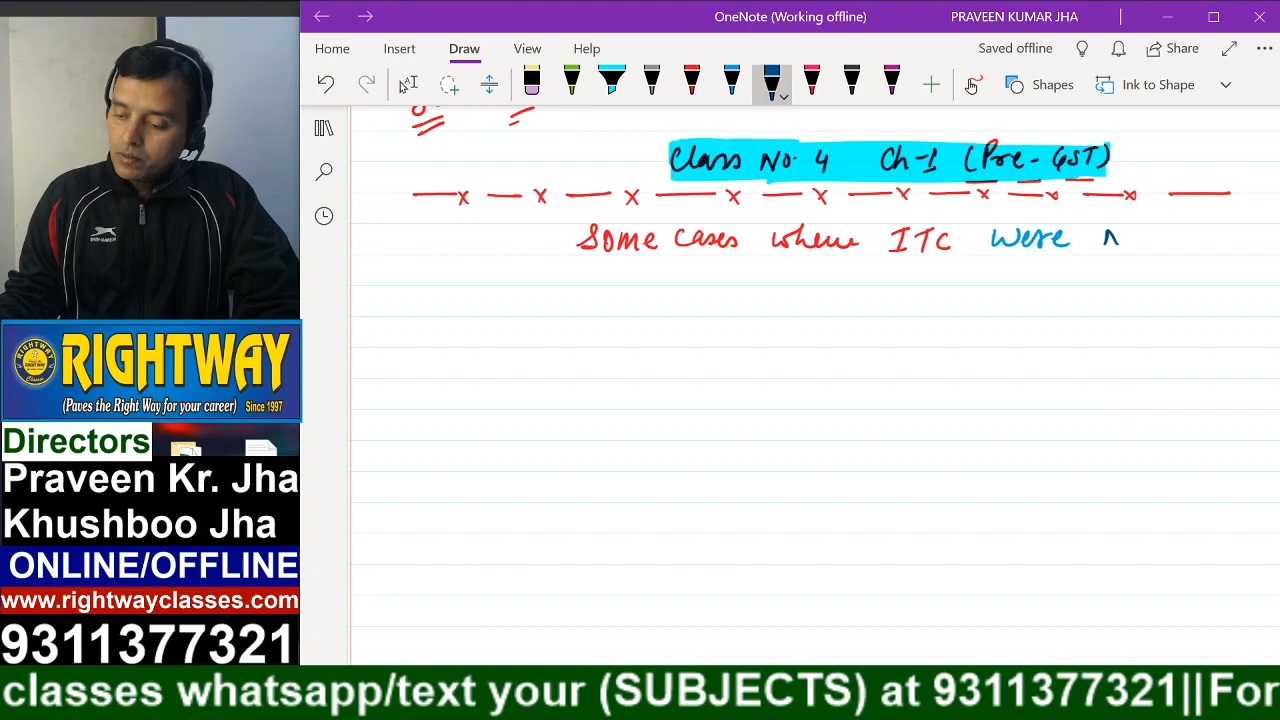 OneNote (Working offline)
PRAVEEN KUMAR JHA
Home Insert Draw View Help
Saved offline
Share
Shapes
Ink to Shape
Class No. 4 Ch-1 (Pre-GST)
Some cases where ITC were N
RIGHTWAY
RIGHTWAY
Classes
(Paves the Right Way for your career) Since 1997
Directors
Praveen Kr. Jha
Khushboo Jha
ONLINE/OFFLINE
www.rightwayclasses.com
9311377321
classes whatsapp/text your (SUBJECTS) at 9311377321||For